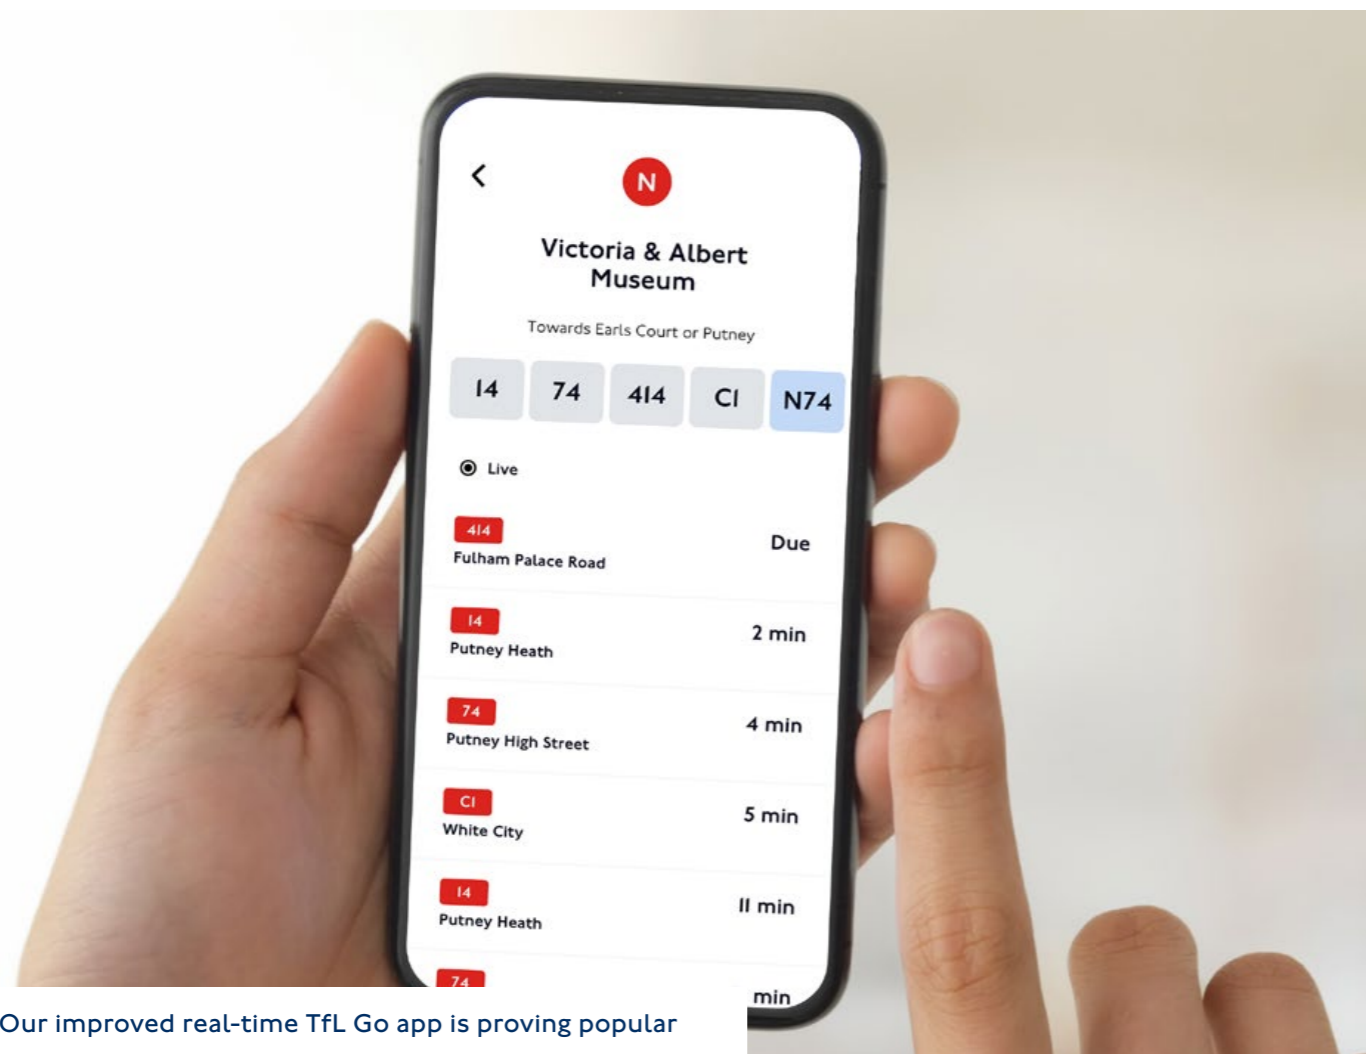 N
Victoria & Albert
Museum
Towards Earls Court or Putney
14 74 414 C1 N74
Live
414
Due
Fulham Palace Road
14
2 min
Putney Heath
74
4 min
Putney High Street
C1
5 min
White City
14
11 min
Putney Heath
74
min
Our improved real-time TfL Go app is proving popular